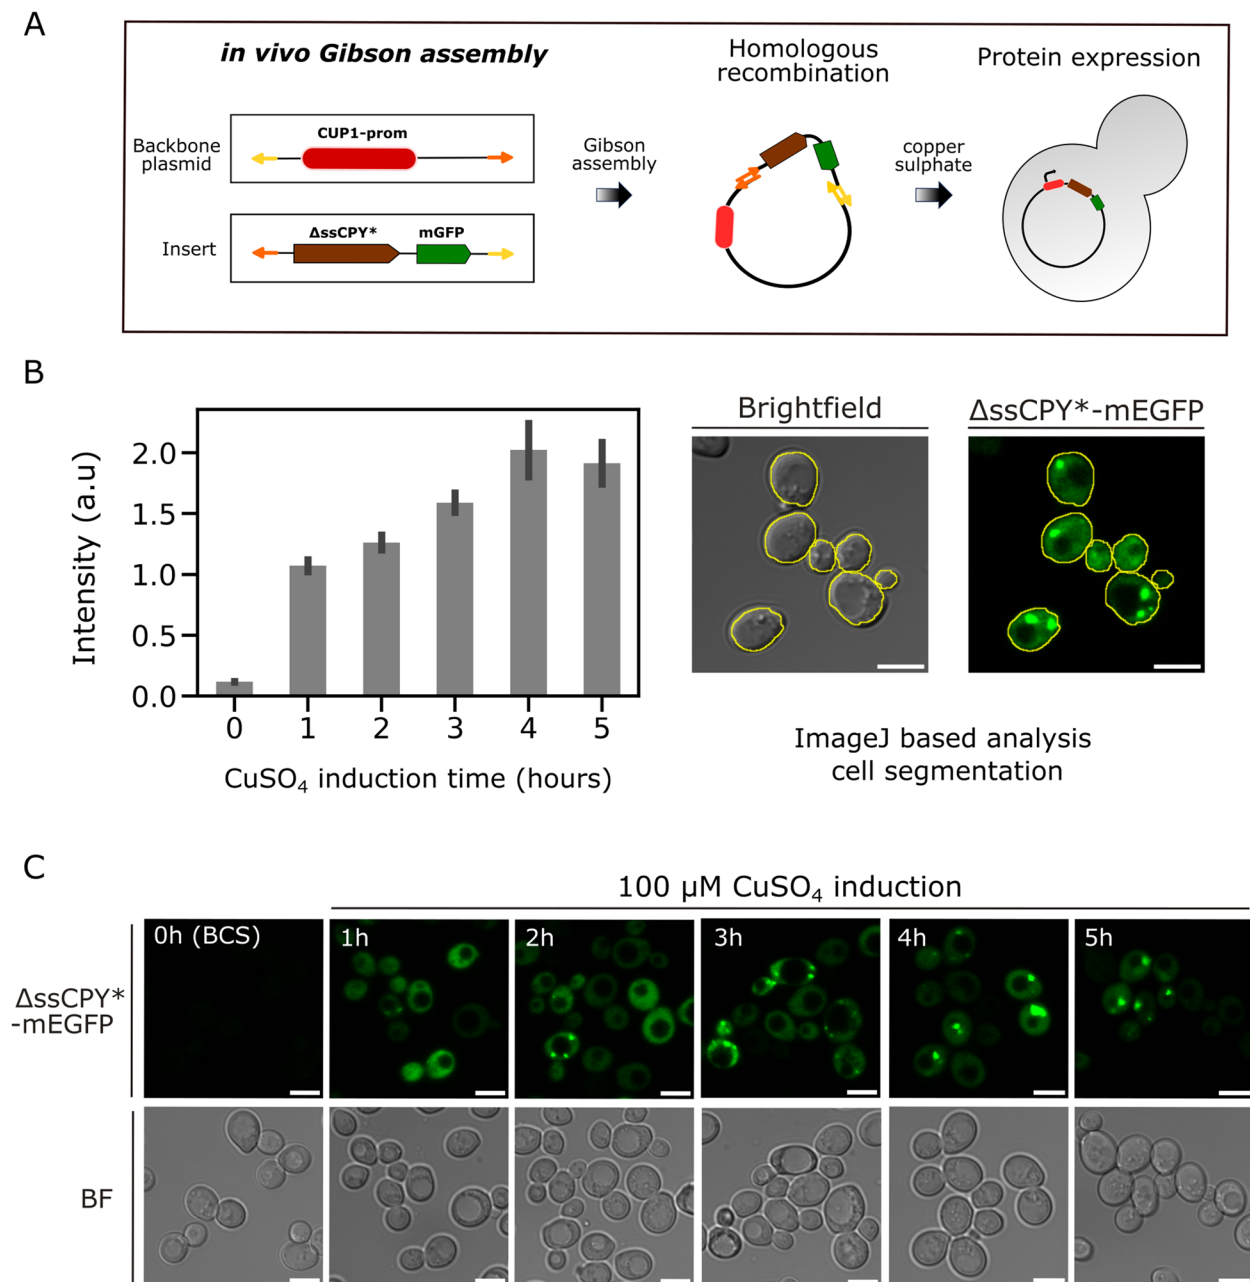 A
in vivo Gibson assembly
Homologous
recombination
Protein expression
Backbone
plasmid
CUP1-prom
Gibson
assembly
copper
sulphate
Insert
ΔssCPY*
mGFP
B
Intensity (a.u)
2.0
1.5
1.0
0.5
0.0
0 1 2 3 4 5
CuSO₄ induction time (hours)
Brightfield
ΔssCPY*-mEGFP
ImageJ based analysis
cell segmentation
C
100 µM CuSO₄ induction
0h (BCS)
1h
2h
3h
4h
5h
ΔssCPY*
-mEGFP
BF